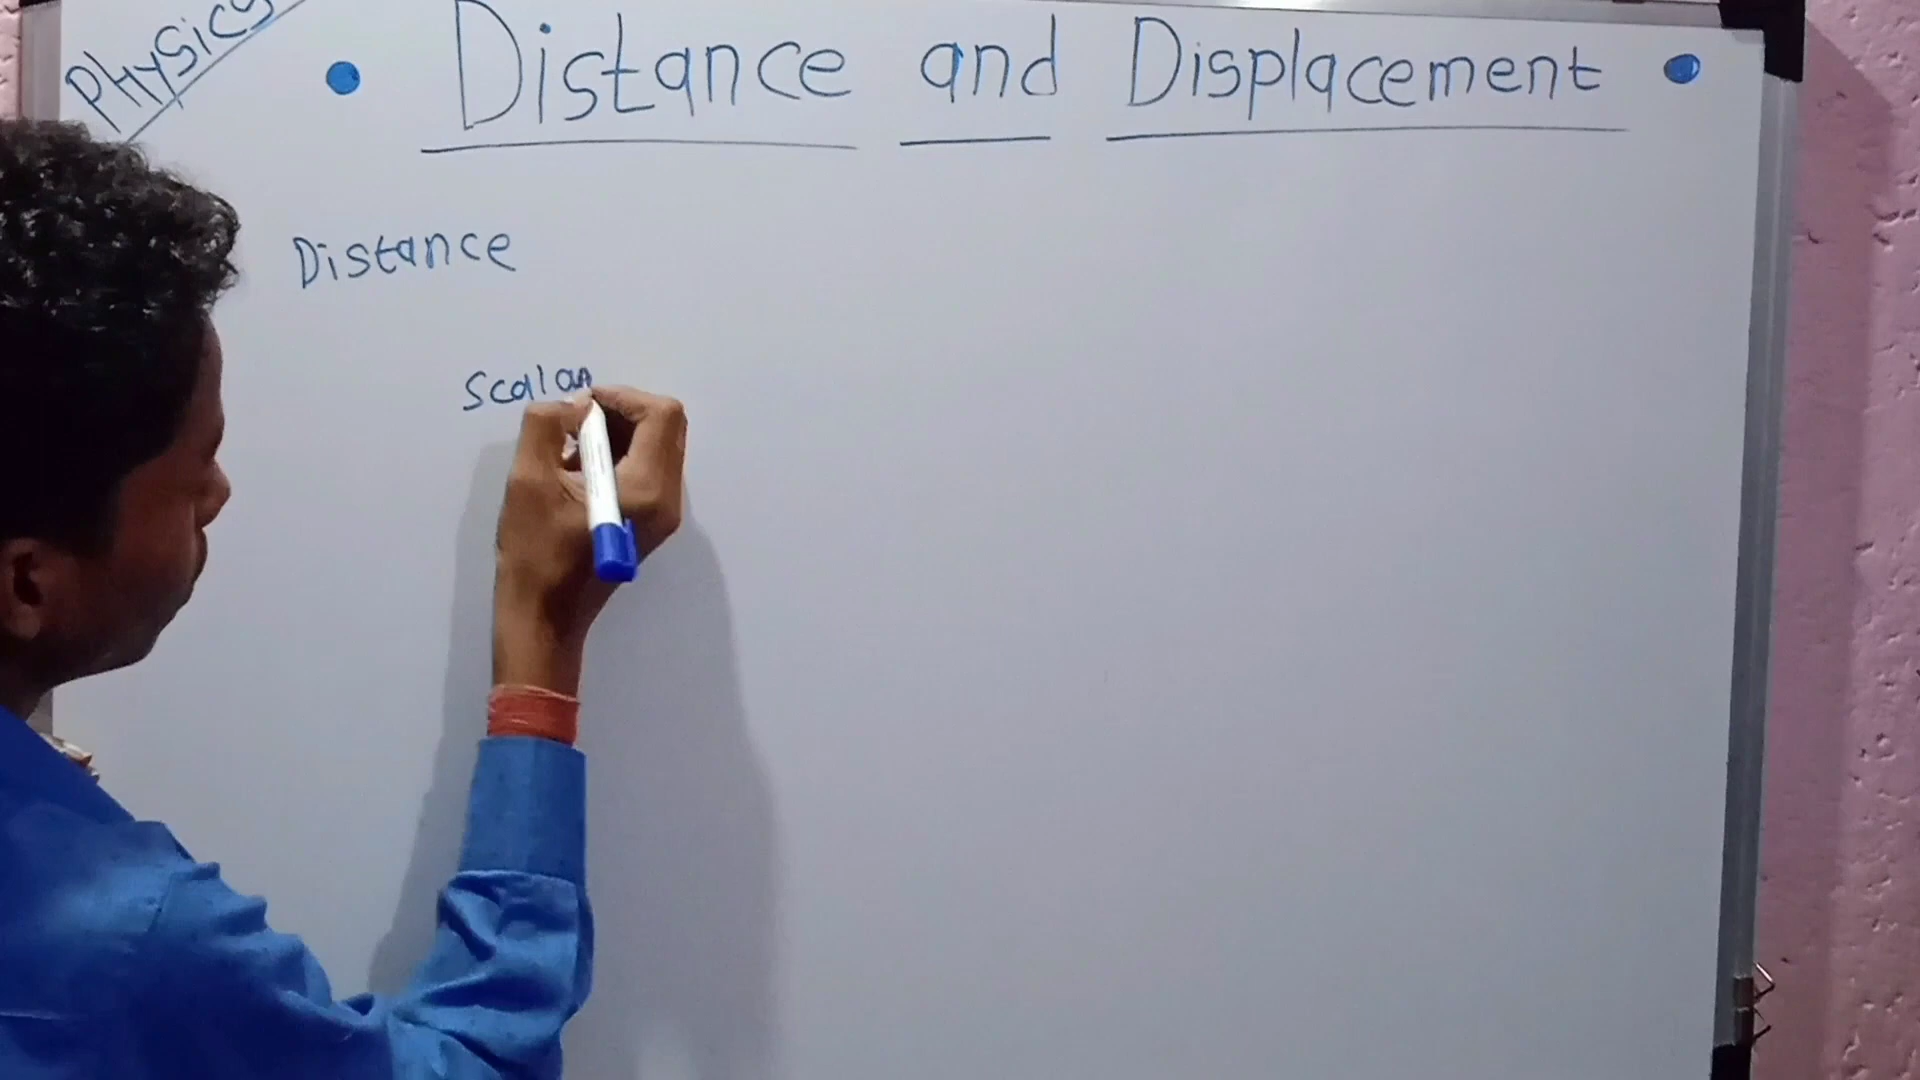 Physics
• Distance and Displacement •
Distance
Scalar